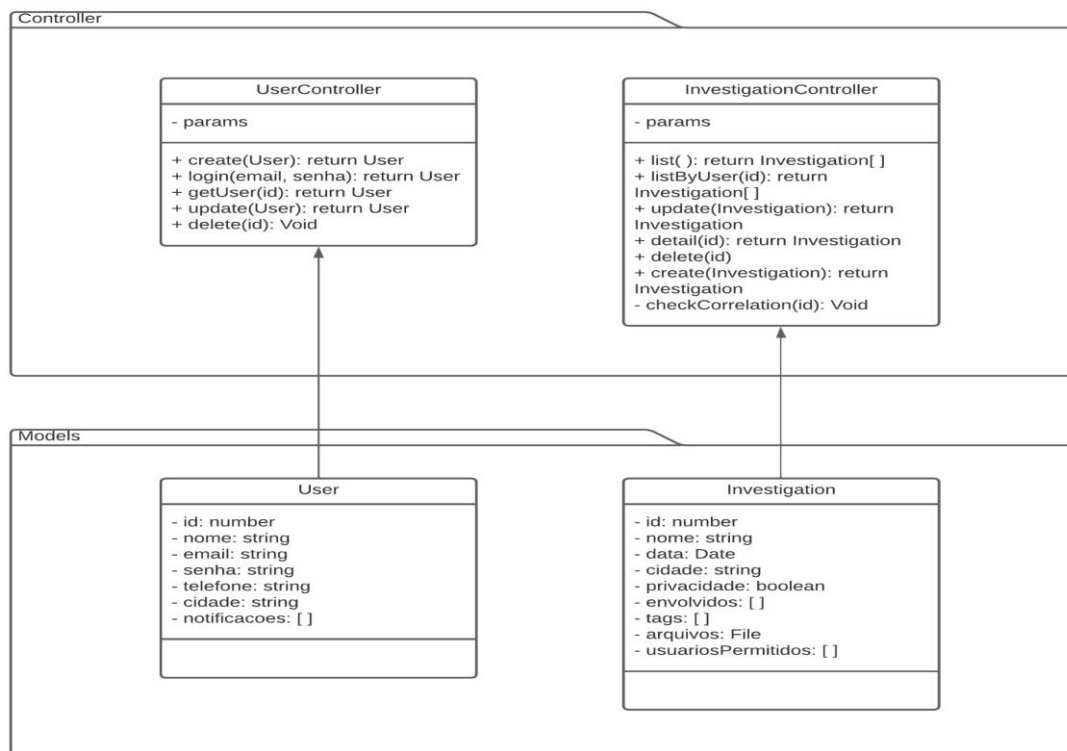 Controller
UserController
- params
+ create(User): return User
+ login(email, senha): return User
+ getUser(id): return User
+ update(User): return User
+ delete(id): Void
InvestigationController
- params
+ list( ): return Investigation[ ]
+ listByUser(id): return
Investigation[ ]
+ update(Investigation): return
Investigation
+ detail(id): return Investigation
+ delete(id)
+ create(Investigation): return
Investigation
- checkCorrelation(id): Void
Models
User
- id: number
- nome: string
- email: string
- senha: string
- telefone: string
- cidade: string
- notificacoes: [ ]
Investigation
- id: number
- nome: string
- data: Date
- cidade: string
- privacidade: boolean
- envolvidos: [ ]
- tags: [ ]
- arquivos: File
- usuariosPermitidos: [ ]